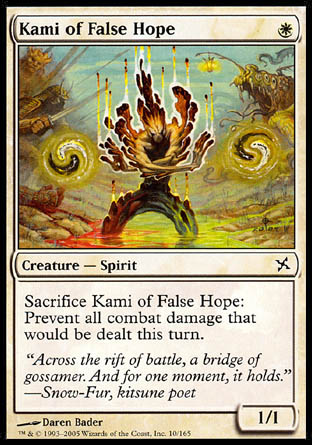 Kami of False Hope
Creature — Spirit
Sacrifice Kami of False Hope:
Prevent all combat damage that
would be dealt this turn.
“Across the rift of battle, a bridge of
gossamer. And for one moment, it holds.”
—Snow-Fur, kitsune poet
Daren Bader
™ & © 1993–2005 Wizards of the Coast, Inc. 10/165
1/1